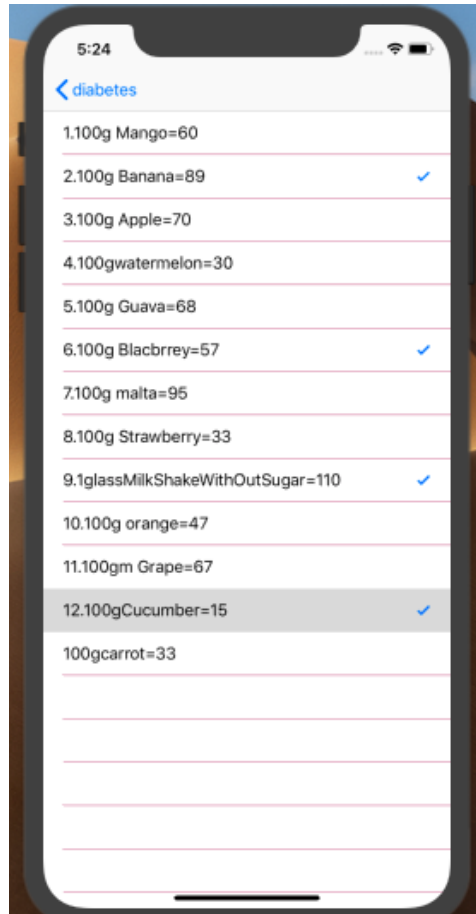 5:24
diabetes
1.100g Mango=60
2.100g Banana=89
3.100g Apple=70
4.100gwatermelon=30
5.100g Guava=68
6.100g Blacbrrey=57
7.100g malta=95
8.100g Strawberry=33
9.1glassMilkShakeWithOutSugar=110
10.100g orange=47
11.100gm Grape=67
12.100gCucumber=15
100gcarrot=33